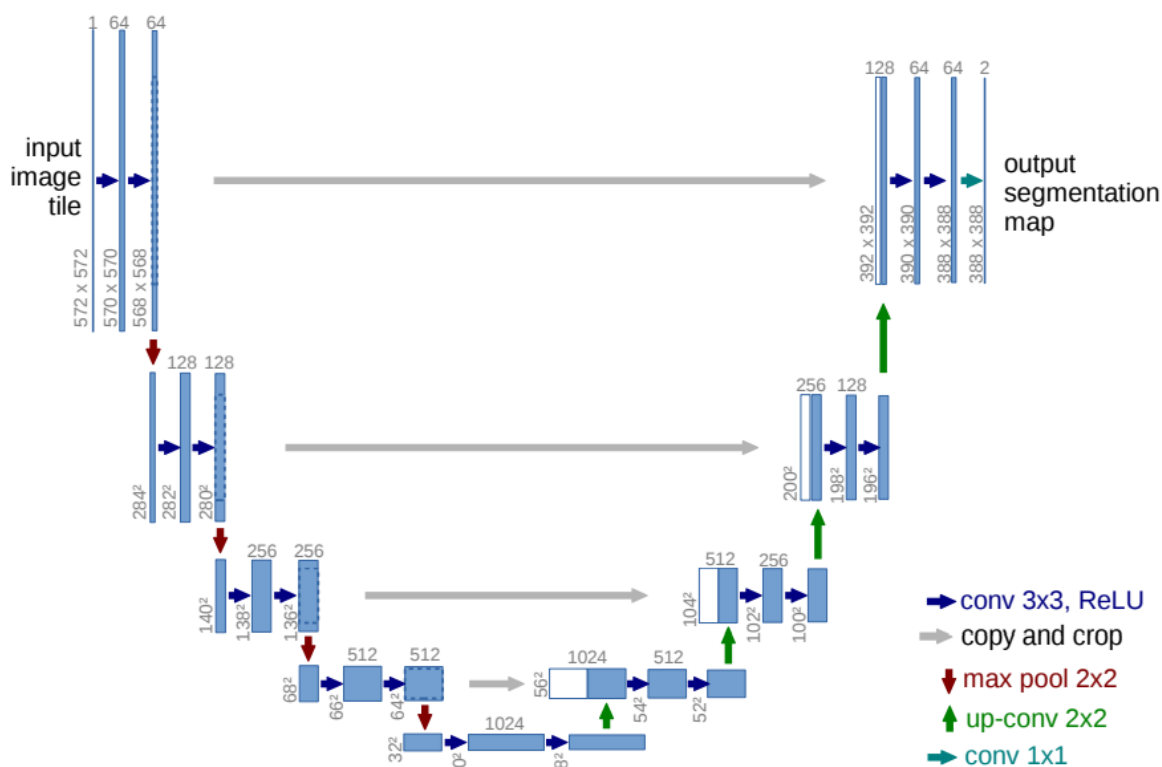 1 64 64
input
image
tile
572 x 572
570 x 570
568 x 568
128 64 64 2
output
segmentation
map
392 x 392
390 x 390
388 x 388
388 x 388
128 128
284²
282²
280²
256 128
200²
198²
196²
256 256
140²
138²
136²
512 256
104²
102²
100²
512 512
68²
66²
64²
1024 512
56²
54²
52²
1024
32²
conv 3x3, ReLU
copy and crop
max pool 2x2
up-conv 2x2
conv 1x1